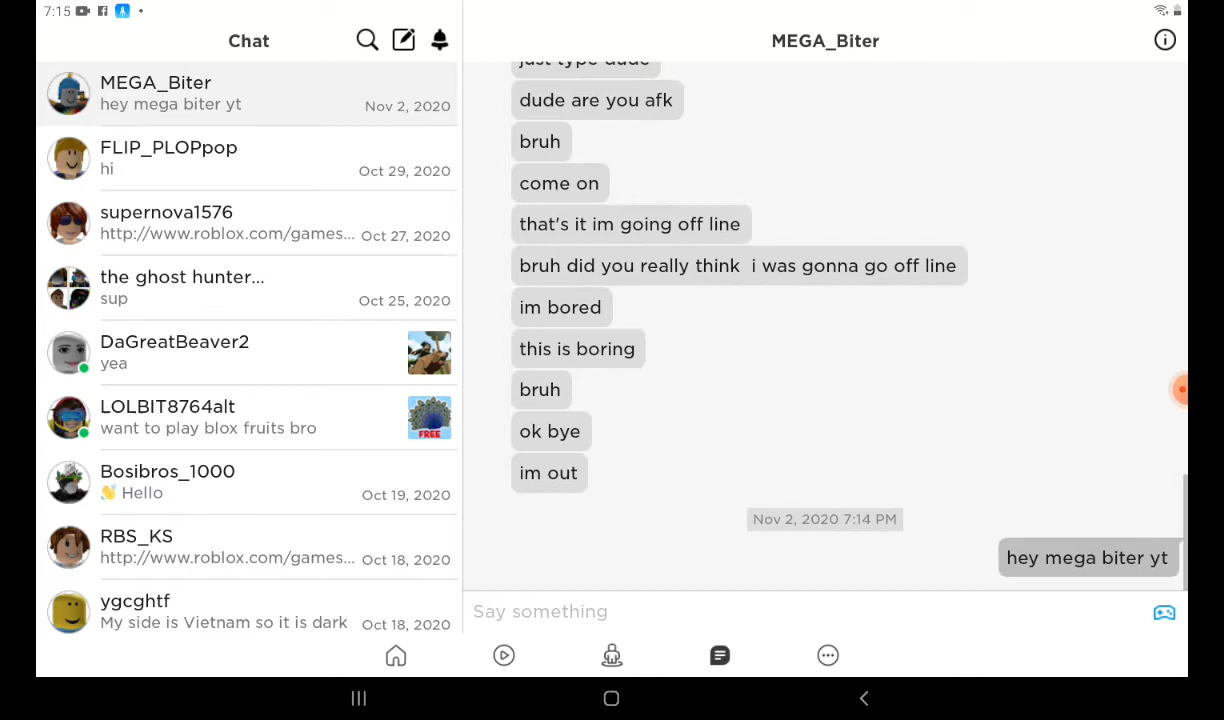 7:15
Chat
MEGA_Biter
hey mega biter yt
Nov 2, 2020
FLIP_PLOPpop
hi
Oct 29, 2020
supernova1576
http://www.roblox.com/games...
Oct 27, 2020
the ghost hunter...
sup
Oct 25, 2020
DaGreatBeaver2
yea
LOLBIT8764alt
want to play blox fruits bro
FREE
Bosibros_1000
👋 Hello
Oct 19, 2020
RBS_KS
http://www.roblox.com/games...
Oct 18, 2020
ygcghtf
My side is Vietnam so it is dark
Oct 18, 2020
MEGA_Biter
just type dude
dude are you afk
bruh
come on
that's it im going off line
bruh did you really think  i was gonna go off line
im bored
this is boring
bruh
ok bye
im out
Nov 2, 2020 7:14 PM
hey mega biter yt
Say something